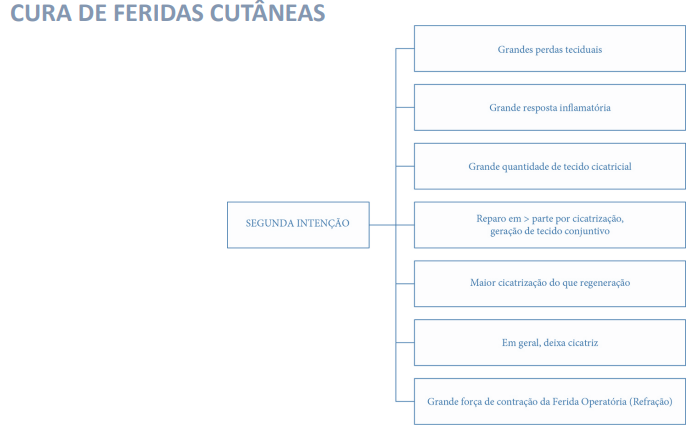 CURA DE FERIDAS CUTÂNEAS
Grandes perdas teciduais
Grande resposta inflamatória
Grande quantidade de tecido cicatricial
SEGUNDA INTENÇÃO
Reparo em > parte por cicatrização,
geração de tecido conjuntivo
Maior cicatrização do que regeneração
Em geral, deixa cicatriz
Grande força de contração da Ferida Operatória (Refração)